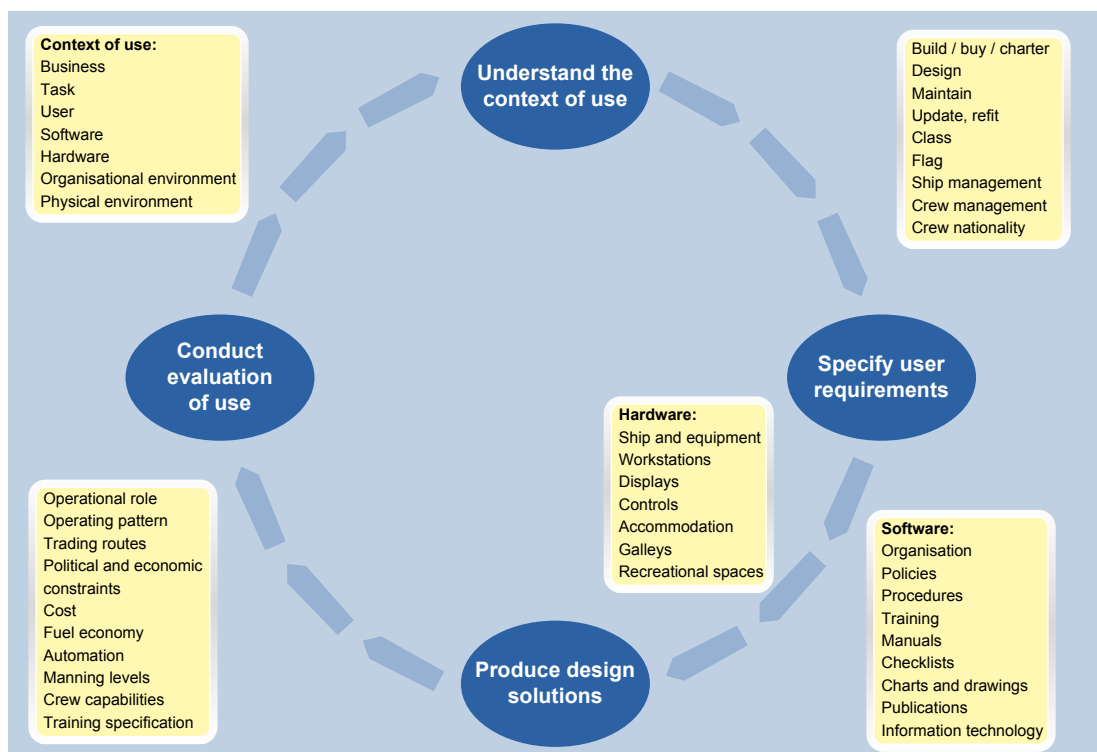 Context of use:
Business
Task
User
Software
Hardware
Organisational environment
Physical environment
Understand the
context of use
Build / buy / charter
Design
Maintain
Update, refit
Class
Flag
Ship management
Crew management
Crew nationality
Conduct
evaluation
of use
Specify user
requirements
Hardware:
Ship and equipment
Workstations
Displays
Controls
Accommodation
Galleys
Recreational spaces
Operational role
Operating pattern
Trading routes
Political and economic
constraints
Cost
Fuel economy
Automation
Manning levels
Crew capabilities
Training specification
Software:
Organisation
Policies
Procedures
Training
Manuals
Checklists
Charts and drawings
Publications
Information technology
Produce design
solutions